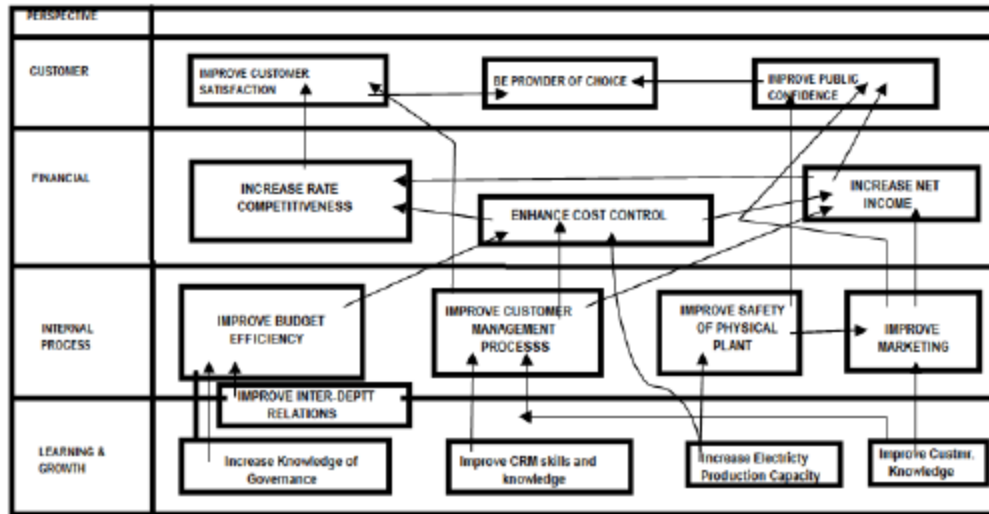 PERSPECTIVE
CUSTOMER
IMPROVE CUSTOMER
SATISFACTION
BE PROVIDER OF CHOICE
IMPROVE PUBLIC
CONFIDENCE
FINANCIAL
INCREASE RATE
COMPETITIVENESS
ENHANCE COST CONTROL
INCREASE NET
INCOME
INTERNAL
PROCESS
IMPROVE BUDGET
EFFICIENCY
IMPROVE CUSTOMER
MANAGEMENT
PROCESSS
IMPROVE SAFETY
OF PHYSICAL
PLANT
IMPROVE
MARKETING
IMPROVE INTER-DEPTT
RELATIONS
LEARNING &
GROWTH
Increase Knowledge of
Governance
Improve CRM skills and
knowledge
Increase Electricty
Production Capacity
Improve Custmr.
Knowledge